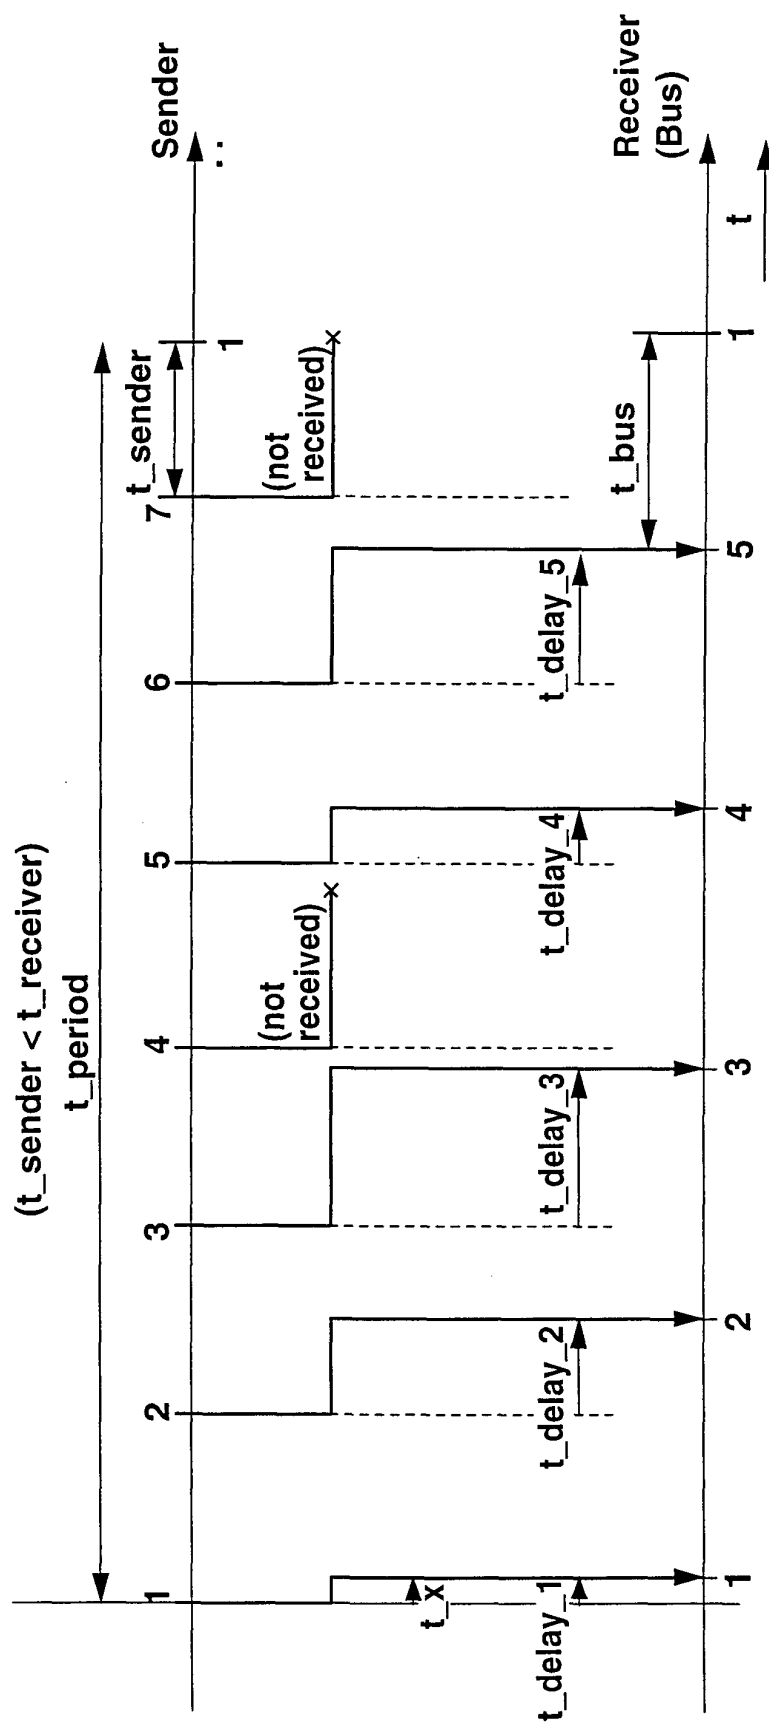 (t_sender < t_receiver)
t_period
Sender
1
2
3
4
5
6
7
t_sender
1
..
(not
received)
(not
received)
t_x
t_delay_1
t_delay_2
t_delay_3
t_delay_4
t_delay_5
t_bus
Receiver
(Bus)
1
2
3
4
5
1
t